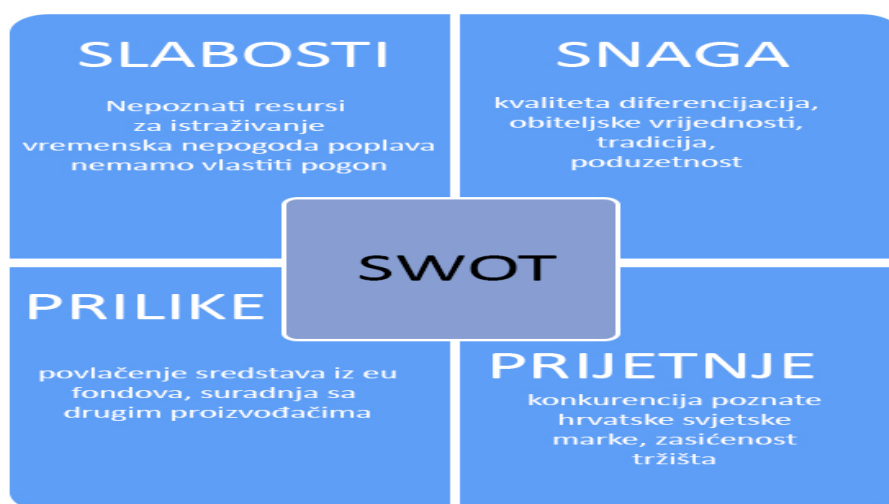 SLABOSTI
Nepoznati resursi
za istraživanje
vremenska nepogoda poplava
nemamo vlastiti pogon
SNAGA
kvaliteta diferencijacija,
obiteljske vrijednosti,
tradicija,
poduzetnost
SWOT
PRILIKE
povlačenje sredstava iz eu
fondova, suradnja sa
drugim proizvođačima
PRIJETNJE
konkurencija poznate
hrvatske svjetske
marke, zasićenost
tržišta